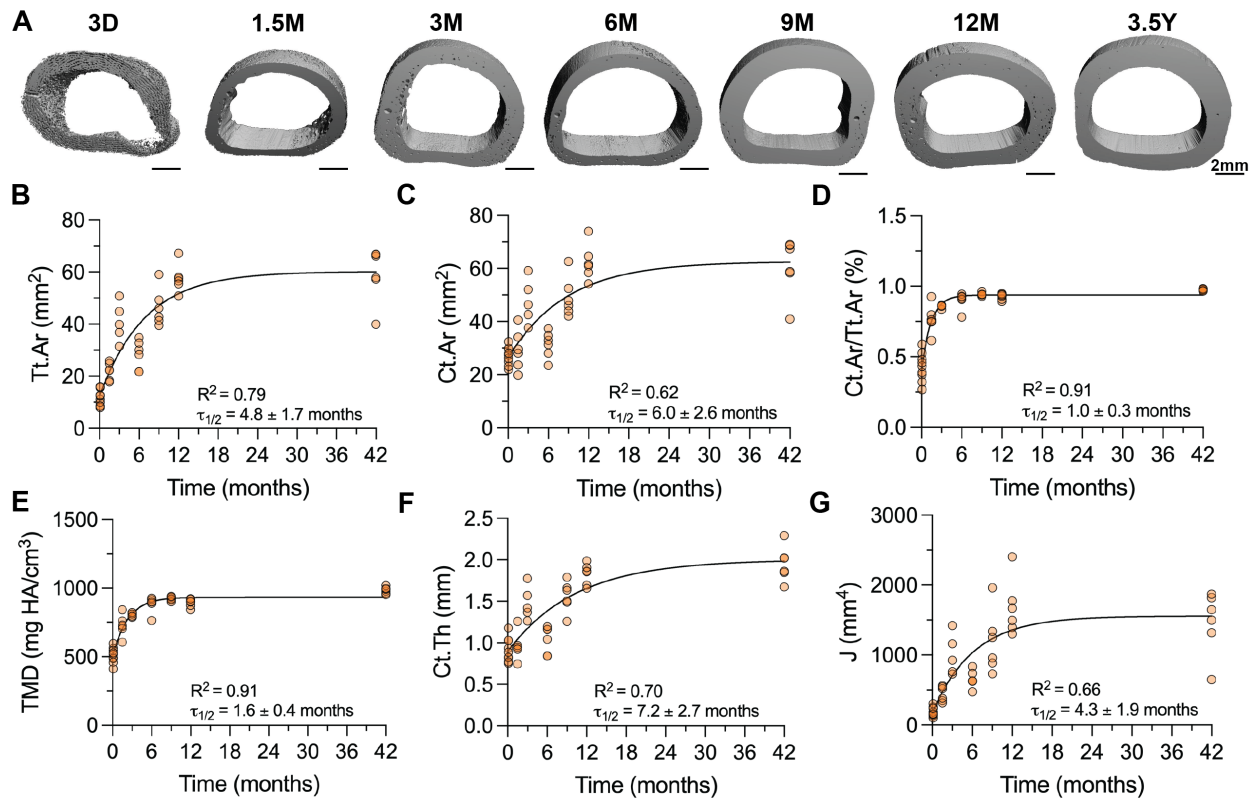 A
3D 1.5M 3M 6M 9M 12M 3.5Y
2mm
B
Tt.Ar (mm²)
80
60
40
20
0
R² = 0.79
τ1/2 = 4.8 ± 1.7 months
0 6 12 18 24 30 36 42
Time (months)
C
Ct.Ar (mm²)
80
60
40
20
0
R² = 0.62
τ1/2 = 6.0 ± 2.6 months
0 6 12 18 24 30 36 42
Time (months)
D
Ct.Ar/Tt.Ar (%)
1.5
1.0
0.5
0.0
R² = 0.91
τ1/2 = 1.0 ± 0.3 months
0 6 12 18 24 30 36 42
Time (months)
E
TMD (mg HA/cm³)
1500
1000
500
0
R² = 0.91
τ1/2 = 1.6 ± 0.4 months
0 6 12 18 24 30 36 42
Time (months)
F
Ct.Th (mm)
2.5
2.0
1.5
1.0
0.5
0.0
R² = 0.70
τ1/2 = 7.2 ± 2.7 months
0 6 12 18 24 30 36 42
Time (months)
G
J (mm⁴)
3000
2000
1000
0
R² = 0.66
τ1/2 = 4.3 ± 1.9 months
0 6 12 18 24 30 36 42
Time (months)